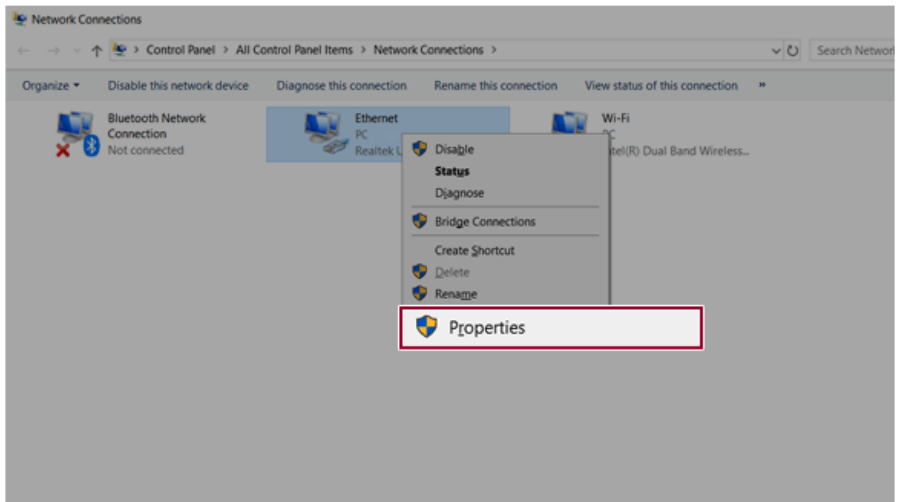 Network Connections
Control Panel > All Control Panel Items > Network Connections >
Search Networ
Organize Disable this network device Diagnose this connection Rename this connection View status of this connection »
Bluetooth Network
Connection
Not connected
Ethernet
PC
Realtek
Wi-Fi
PC
ntel(R) Dual Band Wireless...
Disable
Status
Diagnose
Bridge Connections
Create Shortcut
Delete
Rename
Properties